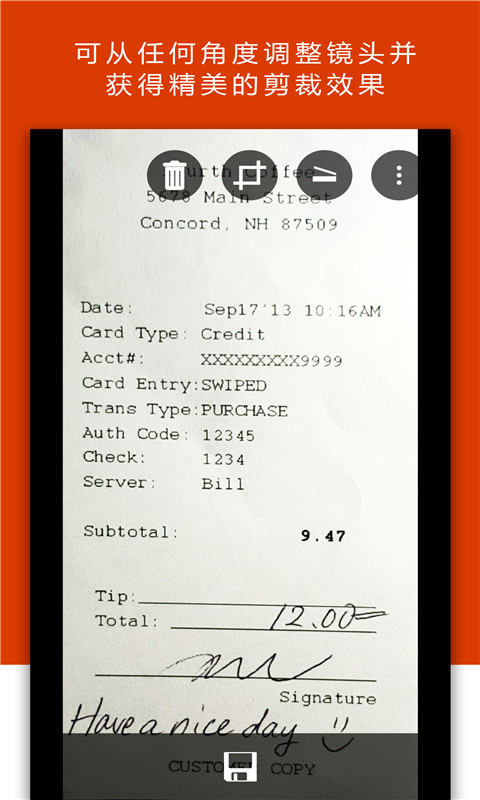 可从任何角度调整镜头并
获得精美的剪裁效果
Fourth Coffee
5678 Main Street
Concord, NH 87509
Date: Sep17'13 10:16AM
Card Type: Credit
Acct#: XXXXXXXXX9999
Card Entry:SWIPED
Trans Type:PURCHASE
Auth Code: 12345
Check: 1234
Server: Bill
Subtotal: 9.47
Tip:
Total: 12.00
Signature
Have a nice day :)
CUSTOMER COPY